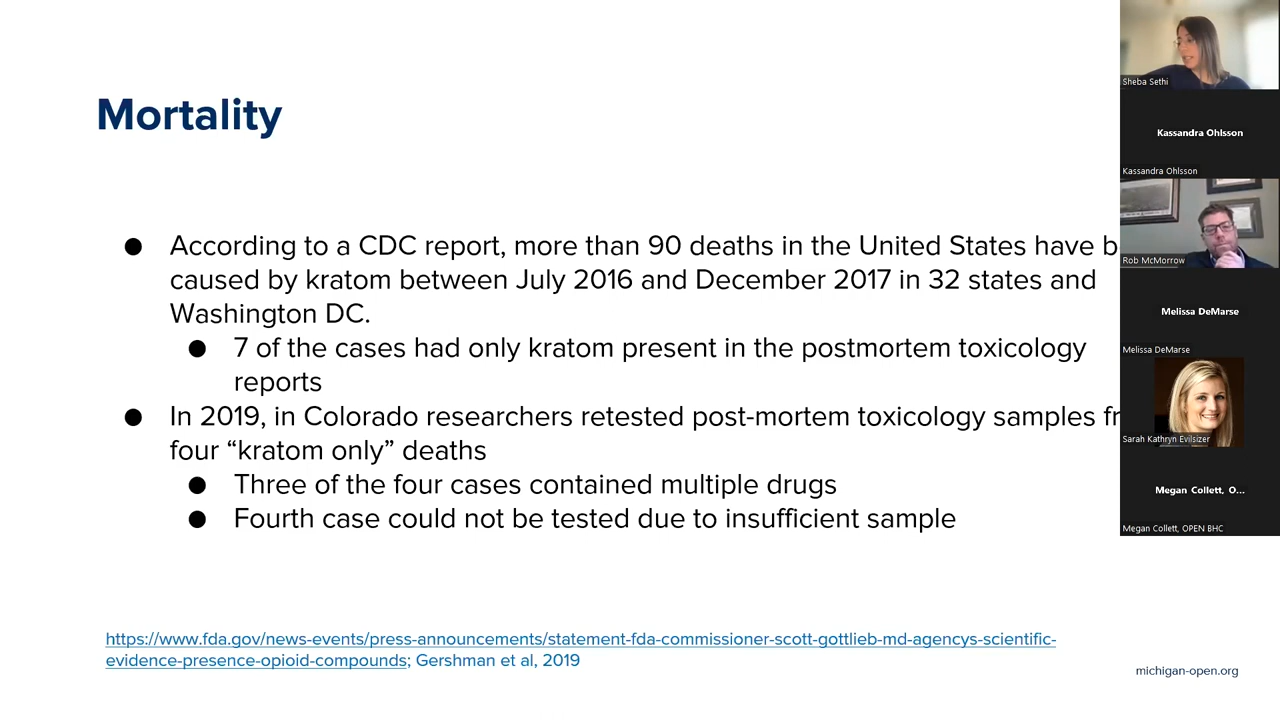 Mortality
● According to a CDC report, more than 90 deaths in the United States have b
caused by kratom between July 2016 and December 2017 in 32 states and
Washington DC.
● 7 of the cases had only kratom present in the postmortem toxicology
reports
● In 2019, in Colorado researchers retested post-mortem toxicology samples fr
four “kratom only” deaths
● Three of the four cases contained multiple drugs
● Fourth case could not be tested due to insufficient sample
https://www.fda.gov/news-events/press-announcements/statement-fda-commissioner-scott-gottlieb-md-agencys-scientific-
evidence-presence-opioid-compounds; Gershman et al, 2019
michigan-open.org
Sheba Sethi
Kassandra Ohlsson
Kassandra Ohlsson
Rob McMorrow
Melissa DeMarse
Melissa DeMarse
Sarah Kathryn Evilsizer
Megan Collett, O...
Megan Collett, OPEN BHC